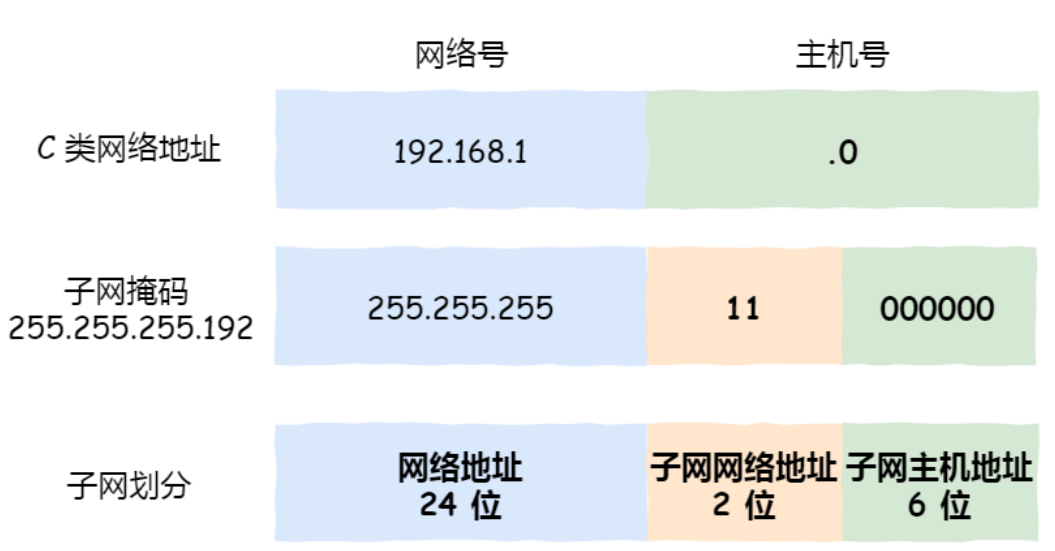 网络号 主机号
C 类网络地址 192.168.1 .0
子网掩码
255.255.255.192 255.255.255 11 000000
子网划分
网络地址
24 位
子网网络地址
2 位
子网主机地址
6 位